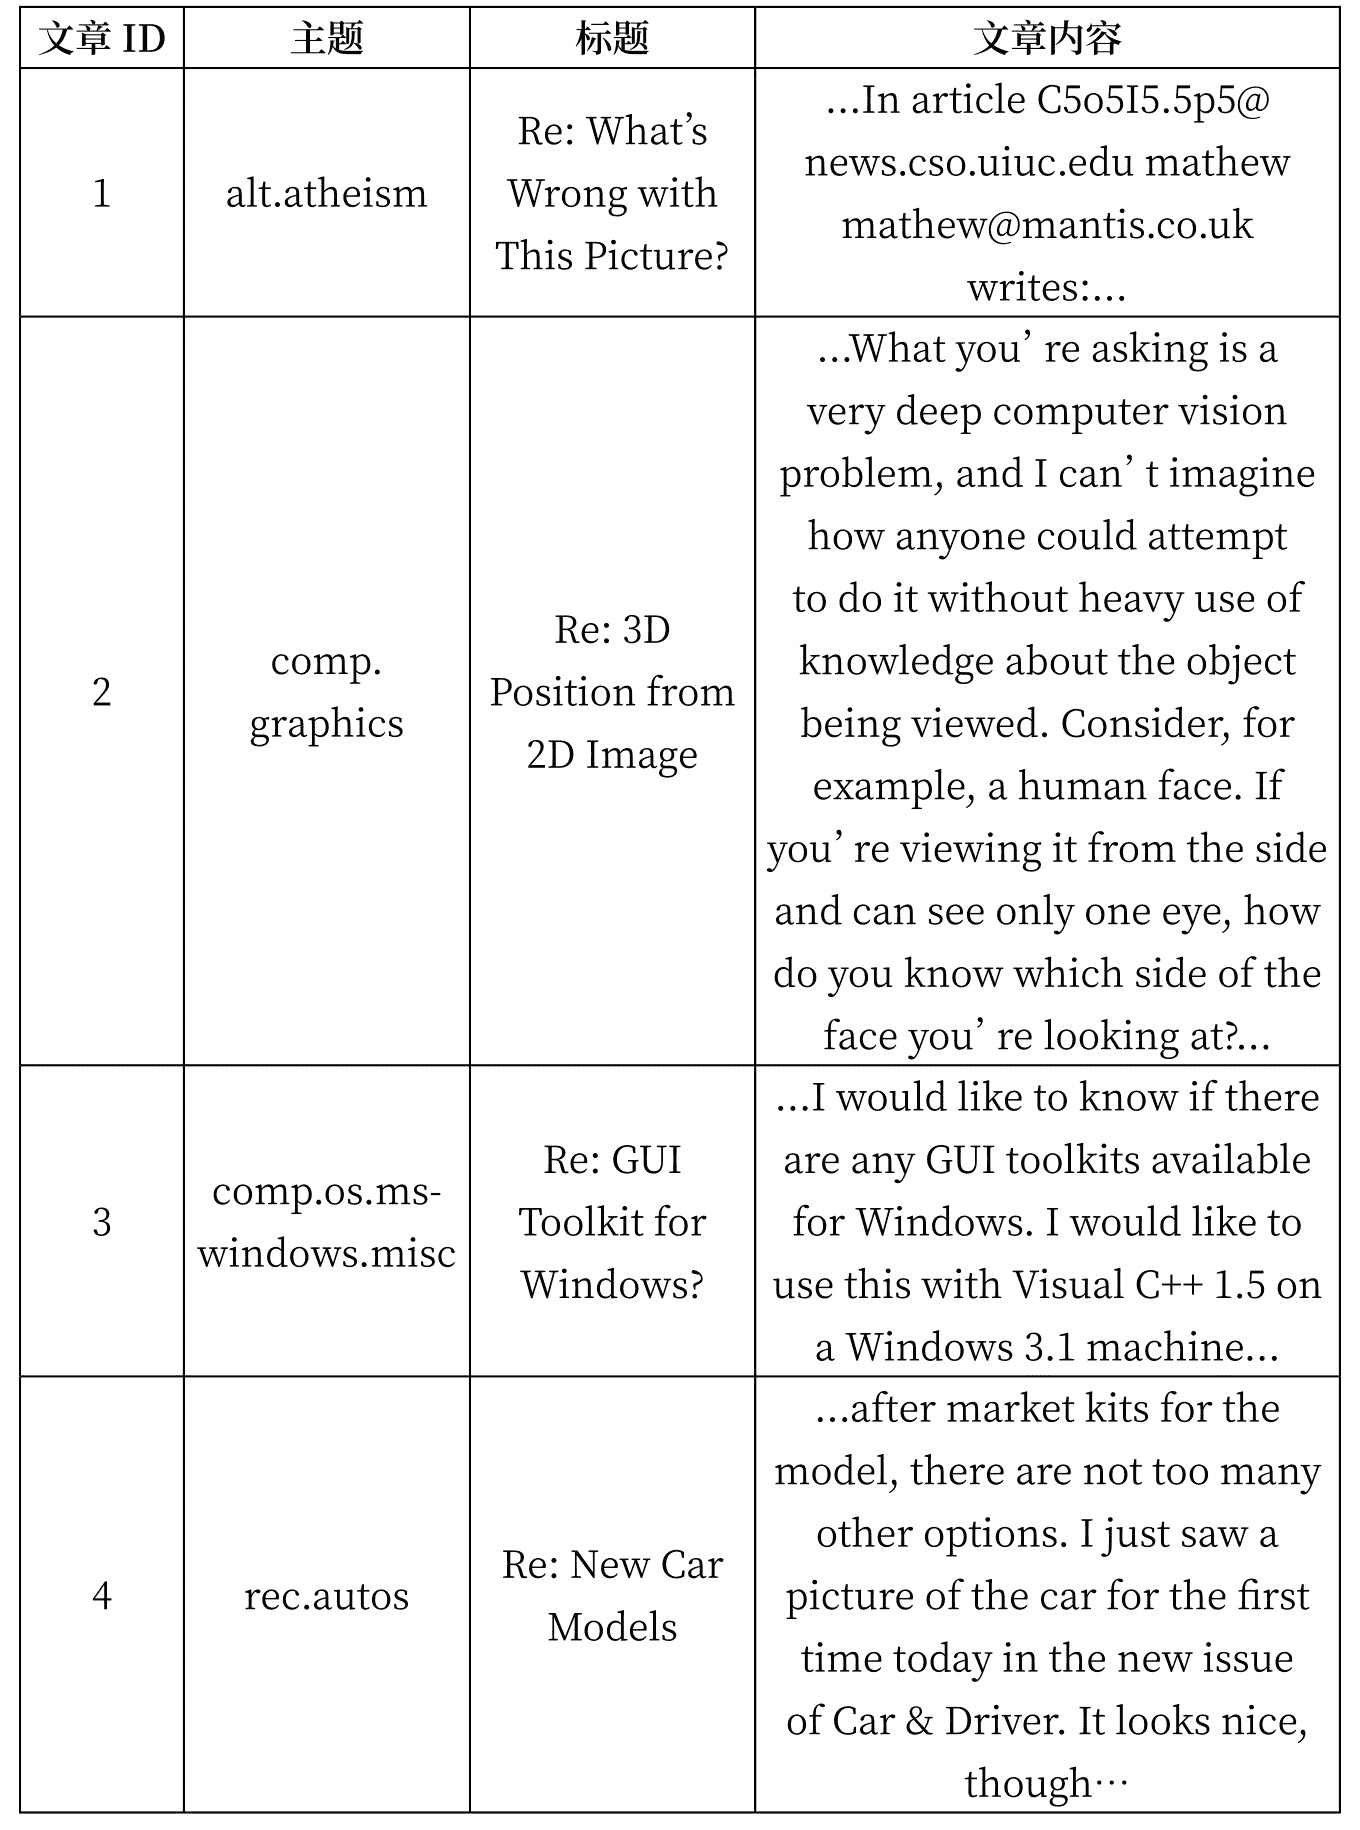 文章 ID
主题
标题
文章内容
1
alt.atheism
Re: What’s
Wrong with
This Picture?
...In article C5o5I5.5p5@
news.cso.uiuc.edu mathew
mathew@mantis.co.uk
writes:...
2
comp.
graphics
Re: 3D
Position from
2D Image
...What you’ re asking is a
very deep computer vision
problem, and I can’ t imagine
how anyone could attempt
to do it without heavy use of
knowledge about the object
being viewed. Consider, for
example, a human face. If
you’ re viewing it from the side
and can see only one eye, how
do you know which side of the
face you’ re looking at?...
3
comp.os.ms-
windows.misc
Re: GUI
Toolkit for
Windows?
...I would like to know if there
are any GUI toolkits available
for Windows. I would like to
use this with Visual C++ 1.5 on
a Windows 3.1 machine...
4
rec.autos
Re: New Car
Models
...after market kits for the
model, there are not too many
other options. I just saw a
picture of the car for the first
time today in the new issue
of Car & Driver. It looks nice,
though···